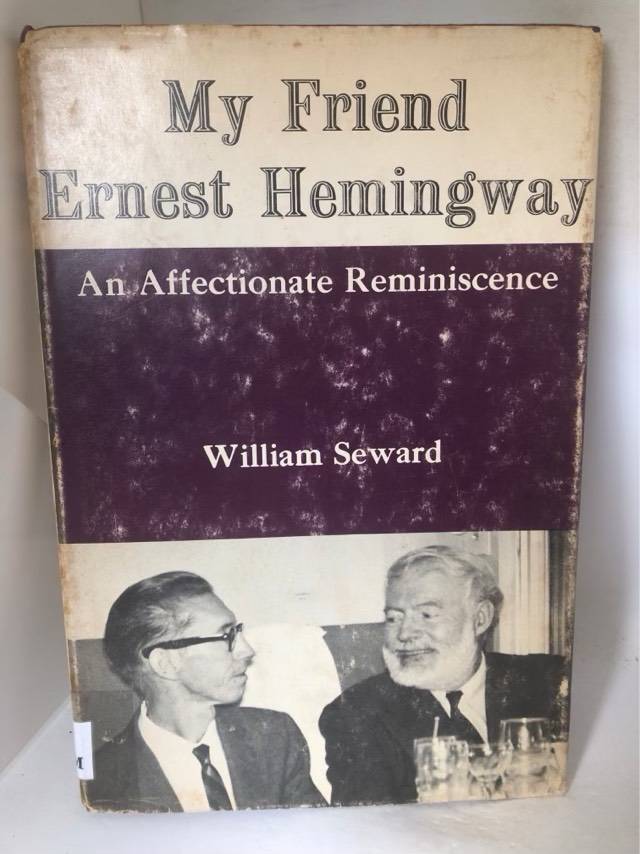 My Friend
Ernest Hemingway
An Affectionate Reminiscence
William Seward